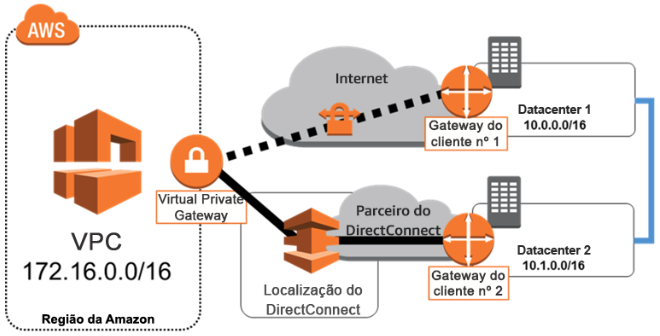 AWS
VPC
172.16.0.0/16
Região da Amazon
Virtual Private
Gateway
Internet
Gateway do
cliente nº 1
Datacenter 1
10.0.0.0/16
Parceiro do
DirectConnect
Localização do
DirectConnect
Gateway do
cliente nº 2
Datacenter 2
10.1.0.0/16